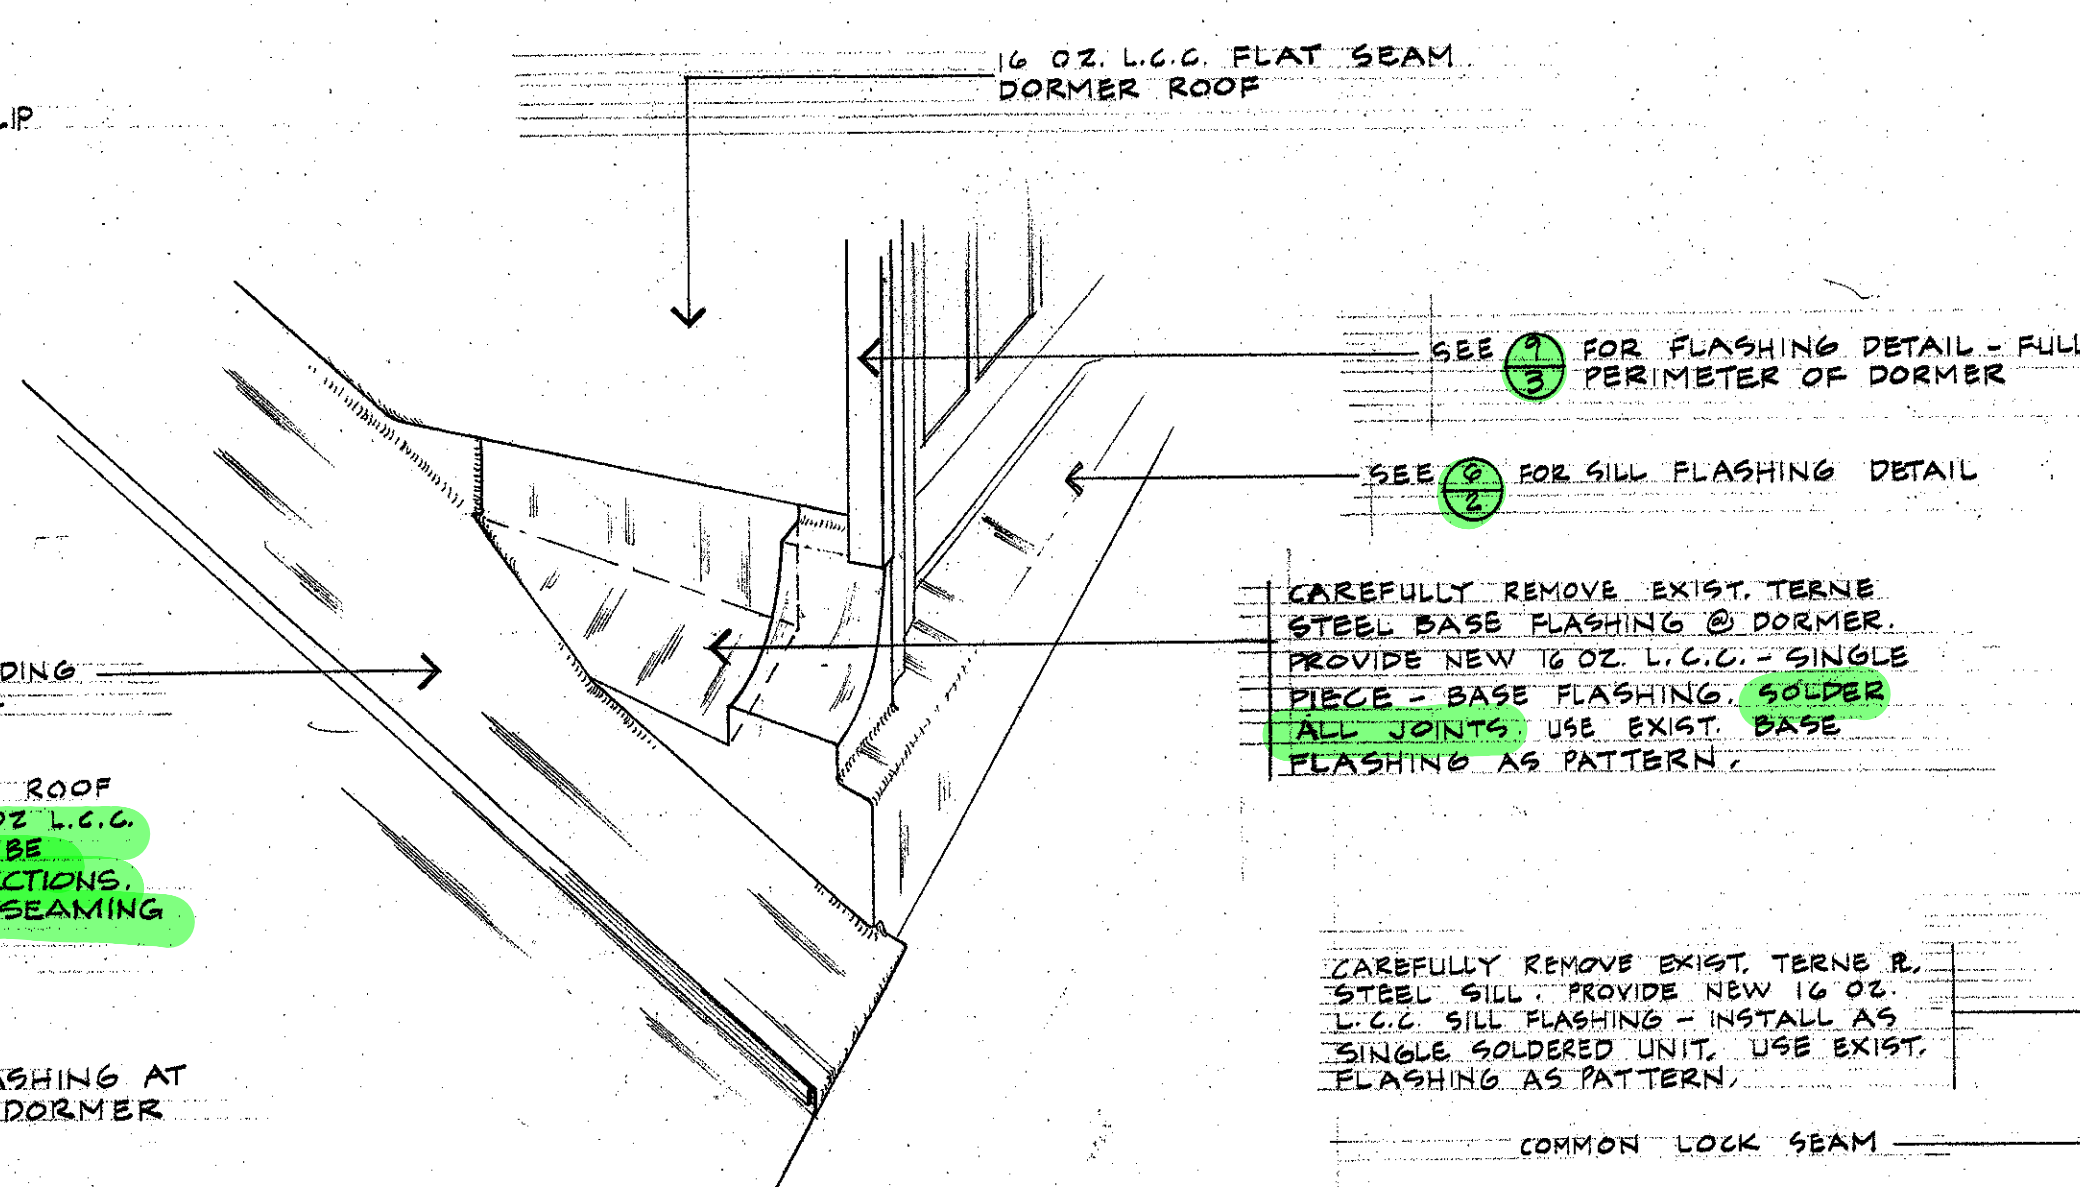 16 OZ. L.C.C. FLAT SEAM
DORMER ROOF
LIP
SEE 9/3 FOR FLASHING DETAIL - FULL
PERIMETER OF DORMER
SEE 6/2 FOR SILL FLASHING DETAIL
CAREFULLY REMOVE EXIST. TERNE
STEEL BASE FLASHING @ DORMER.
PROVIDE NEW 16 OZ. L.C.C. - SINGLE
PIECE - BASE FLASHING. SOLDER
ALL JOINTS. USE EXIST. BASE
FLASHING AS PATTERN.
DING
ROOF
OZ L.C.C.
BE
CTIONS.
SEAMING
ASHING AT
DORMER
CAREFULLY REMOVE EXIST. TERNE
STEEL SILL. PROVIDE NEW 16 OZ.
L.C.C. SILL FLASHING - INSTALL AS
SINGLE SOLDERED UNIT. USE EXIST.
FLASHING AS PATTERN.
COMMON LOCK SEAM